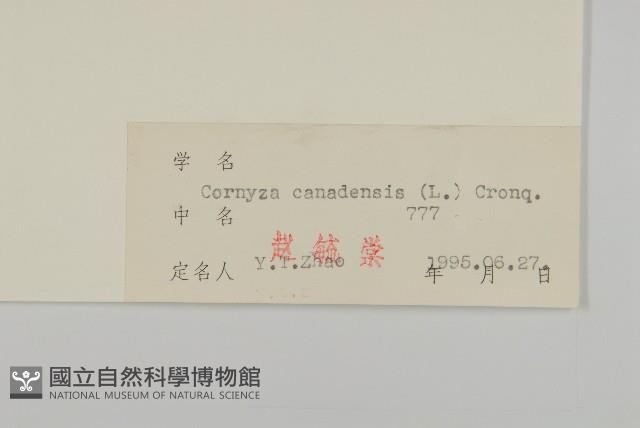 学 名
Cornyza canadensis (L.) Cronq.
中 名 777
赵 毓 棠
定名人 Y.T.Zhao 1995.06.27.
年 月 日
國立自然科學博物館
NATIONAL MUSEUM OF NATURAL SCIENCE